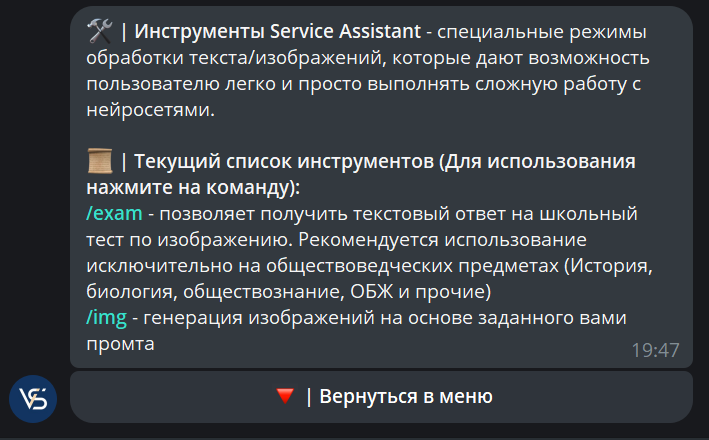 🛠 | Инструменты Service Assistant - специальные режимы
обработки текста/изображений, которые дают возможность
пользователю легко и просто выполнять сложную работу с
нейросетями.
📜 | Текущий список инструментов (Для использования
нажмите на команду):
/exam - позволяет получить текстовый ответ на школьный
тест по изображению. Рекомендуется использование
исключительно на обществоведческих предметах (История,
биология, обществознание, ОБЖ и прочие)
/img - генерация изображений на основе заданного вами
промта
19:47
🔻 | Вернуться в меню
VS